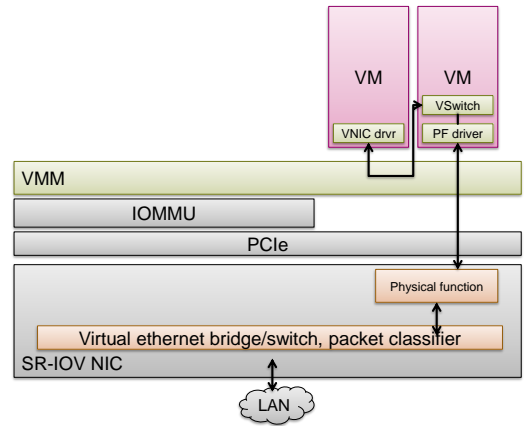 VM
VM
VSwitch
VNIC drvr
PF driver
VMM
IOMMU
PCIe
Physical function
Virtual ethernet bridge/switch, packet classifier
SR-IOV NIC
LAN